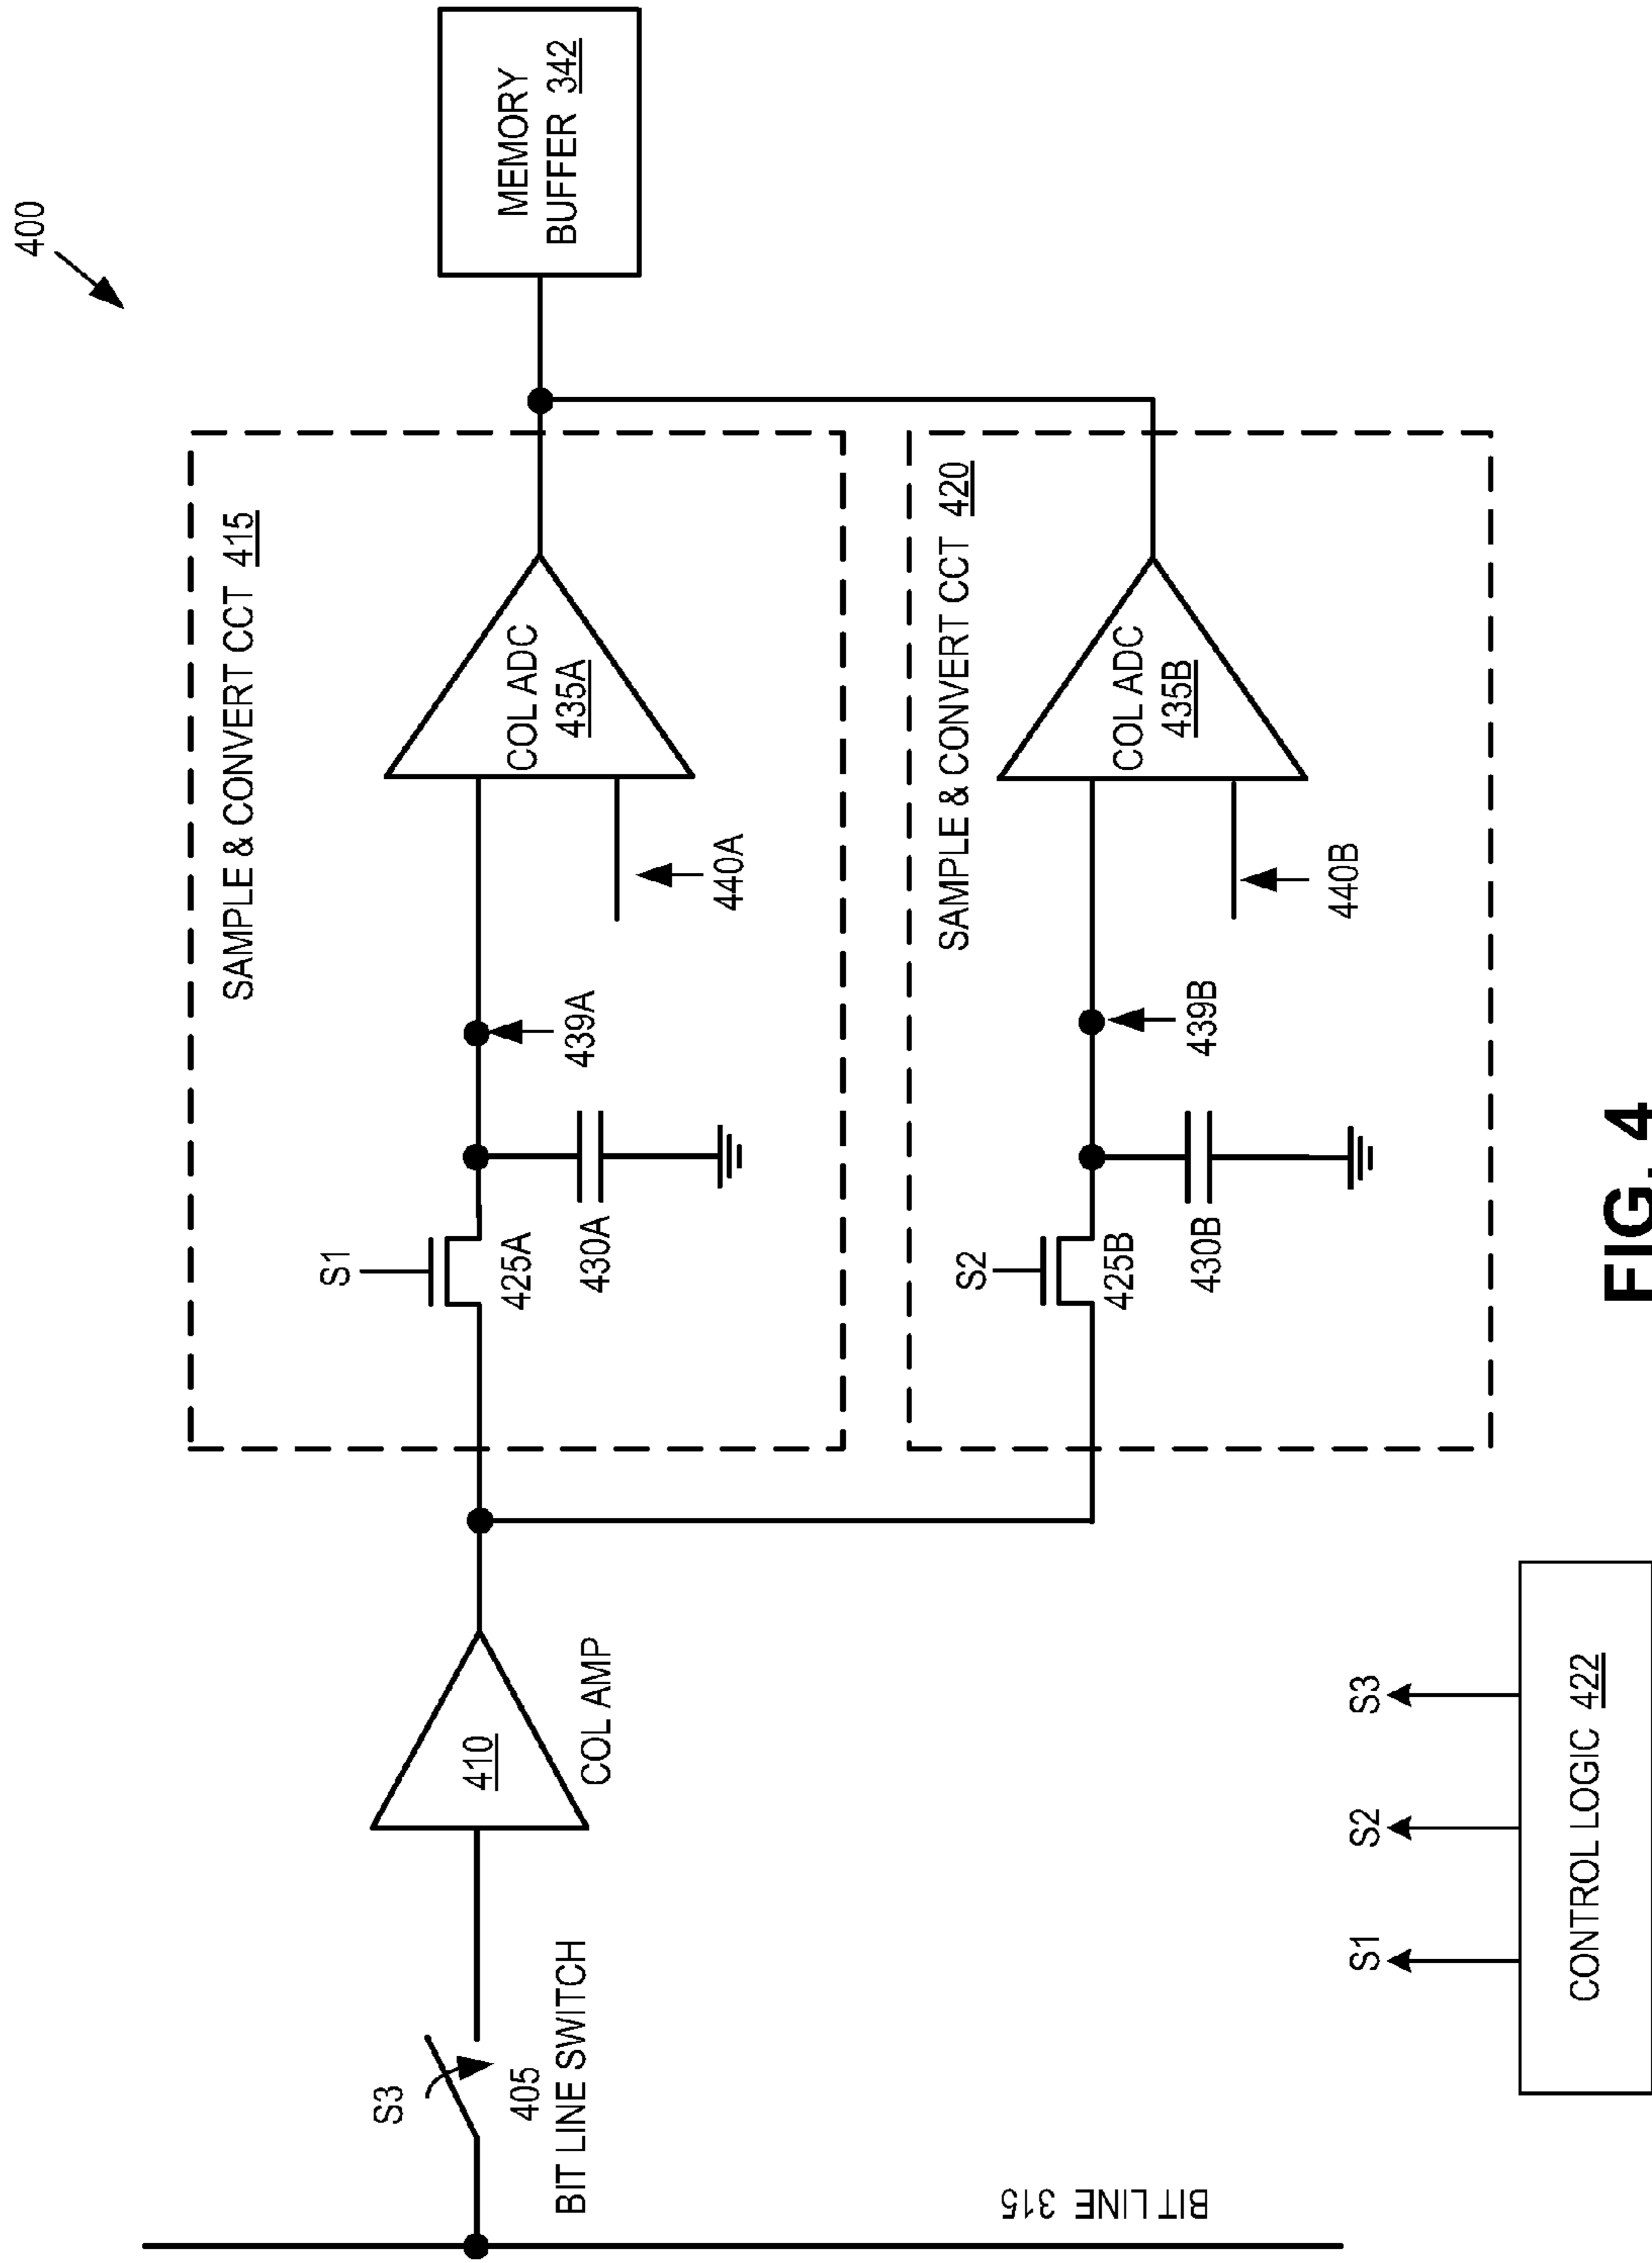 400
MEMORY
BUFFER 342
SAMPLE & CONVERT CCT 415
COL ADC
435A
440A
439A
S1
425A
430A
SAMPLE & CONVERT CCT 420
COL ADC
435B
440B
439B
S2
425B
430B
410
COL AMP
S3
405
BIT LINE SWITCH
BIT LINE 315
S1
S2
S3
CONTROL LOGIC 422
FIG. 4